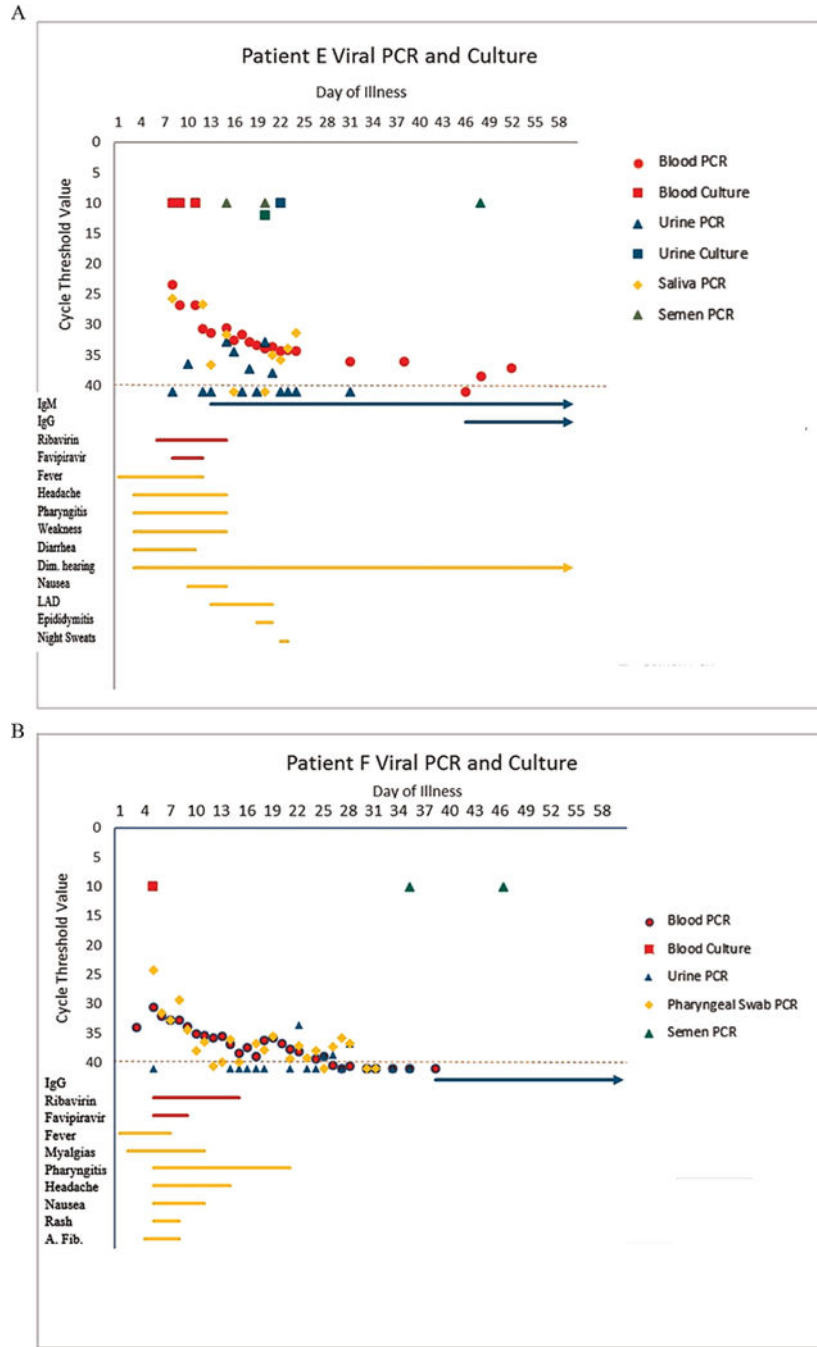 A
Patient E Viral PCR and Culture
Day of Illness
1 4 7 10 13 16 19 22 25 28 31 34 37 40 43 46 49 52 55 58
Cycle Threshold Value
0
5
10
15
20
25
30
35
40
Blood PCR
Blood Culture
Urine PCR
Urine Culture
Saliva PCR
Semen PCR
IgM
IgG
Ribavirin
Favipiravir
Fever
Headache
Pharyngitis
Weakness
Diarrhea
Dim. hearing
Nausea
LAD
Epididymitis
Night Sweats
B
Patient F Viral PCR and Culture
Day of Illness
1 4 7 10 13 16 19 22 25 28 31 34 37 40 43 46 49 52 55 58
Cycle Threshold Value
0
5
10
15
20
25
30
35
40
Blood PCR
Blood Culture
Urine PCR
Pharyngeal Swab PCR
Semen PCR
IgG
Ribavirin
Favipiravir
Fever
Myalgias
Pharyngitis
Headache
Nausea
Rash
A. Fib.